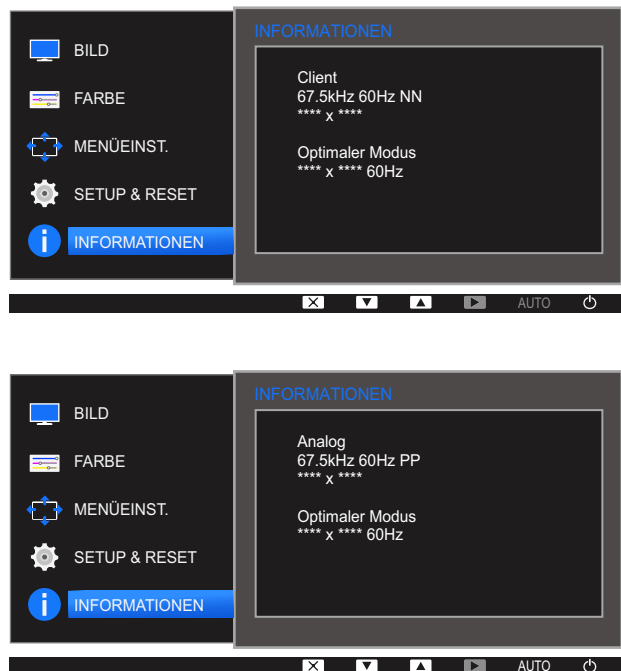 BILD
FARBE
MENÜEINST.
SETUP & RESET
INFORMATIONEN
INFORMATIONEN
Client
67.5kHz 60Hz NN
**** x ****
Optimaler Modus
**** x **** 60Hz
AUTO
BILD
FARBE
MENÜEINST.
SETUP & RESET
INFORMATIONEN
INFORMATIONEN
Analog
67.5kHz 60Hz PP
**** x ****
Optimaler Modus
**** x **** 60Hz
AUTO